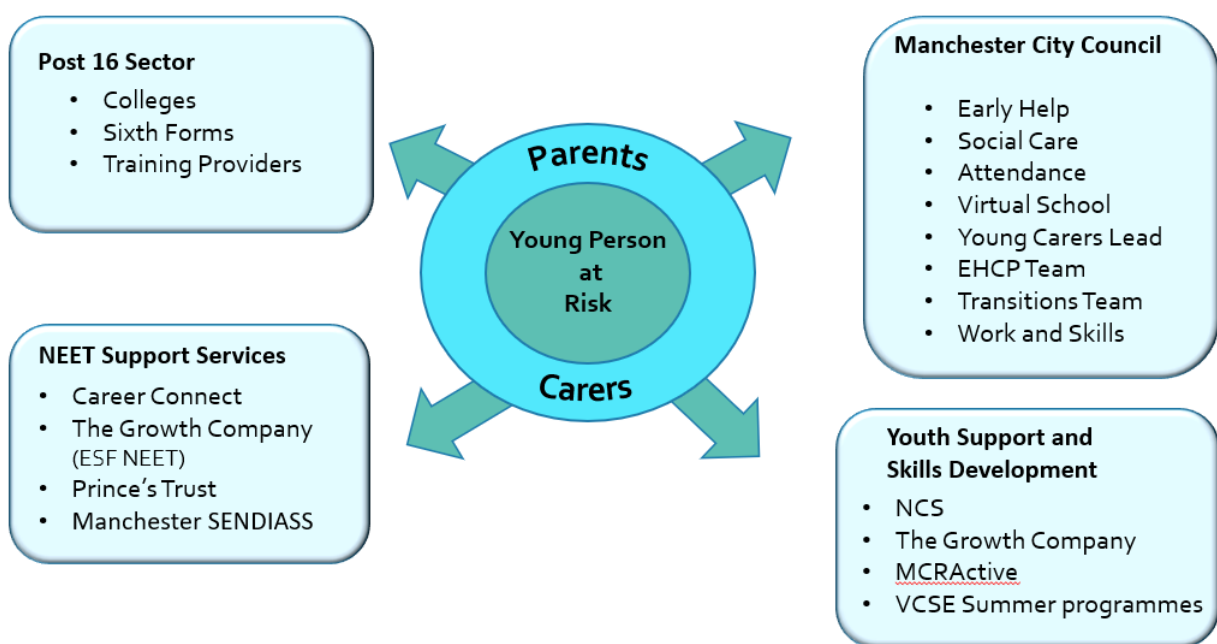 Post 16 Sector
• Colleges
• Sixth Forms
• Training Providers
Manchester City Council
• Early Help
• Social Care
• Attendance
• Virtual School
• Young Carers Lead
• EHCP Team
• Transitions Team
• Work and Skills
Parents
Young Person
at
Risk
Carers
NEET Support Services
• Career Connect
• The Growth Company
(ESF NEET)
• Prince’s Trust
• Manchester SENDIASS
Youth Support and
Skills Development
• NCS
• The Growth Company
• MCRActive
• VCSE Summer programmes